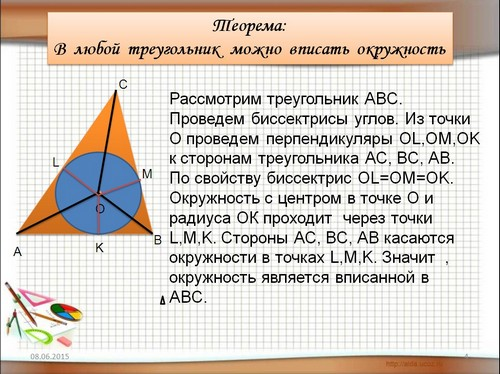 Теорема:
В любой треугольник можно вписать окружность
C
L
M
O
A
K
B
Рассмотрим треугольник АВС.
Проведем биссектрисы углов. Из точки
О проведем перпендикуляры OL,OM,OK
к сторонам треугольника АС, ВС, АВ.
По свойству биссектрис OL=OM=OK.
Окружность с центром в точке О и
радиуса ОК проходит через точки
L,M,K. Стороны АС, ВС, АВ касаются
окружности в точках L,M,K. Значит ,
окружность является вписанной в
Δ АВС.
08.06.2015